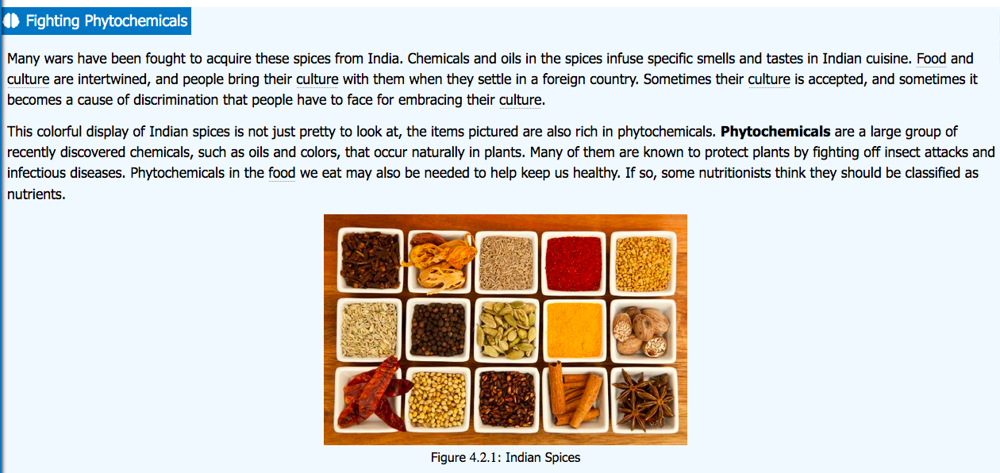 Fighting Phytochemicals
Many wars have been fought to acquire these spices from India. Chemicals and oils in the spices infuse specific smells and tastes in Indian cuisine. Food and
culture are intertwined, and people bring their culture with them when they settle in a foreign country. Sometimes their culture is accepted, and sometimes it
becomes a cause of discrimination that people have to face for embracing their culture.
This colorful display of Indian spices is not just pretty to look at, the items pictured are also rich in phytochemicals. Phytochemicals are a large group of
recently discovered chemicals, such as oils and colors, that occur naturally in plants. Many of them are known to protect plants by fighting off insect attacks and
infectious diseases. Phytochemicals in the food we eat may also be needed to help keep us healthy. If so, some nutritionists think they should be classified as
nutrients.
Figure 4.2.1: Indian Spices